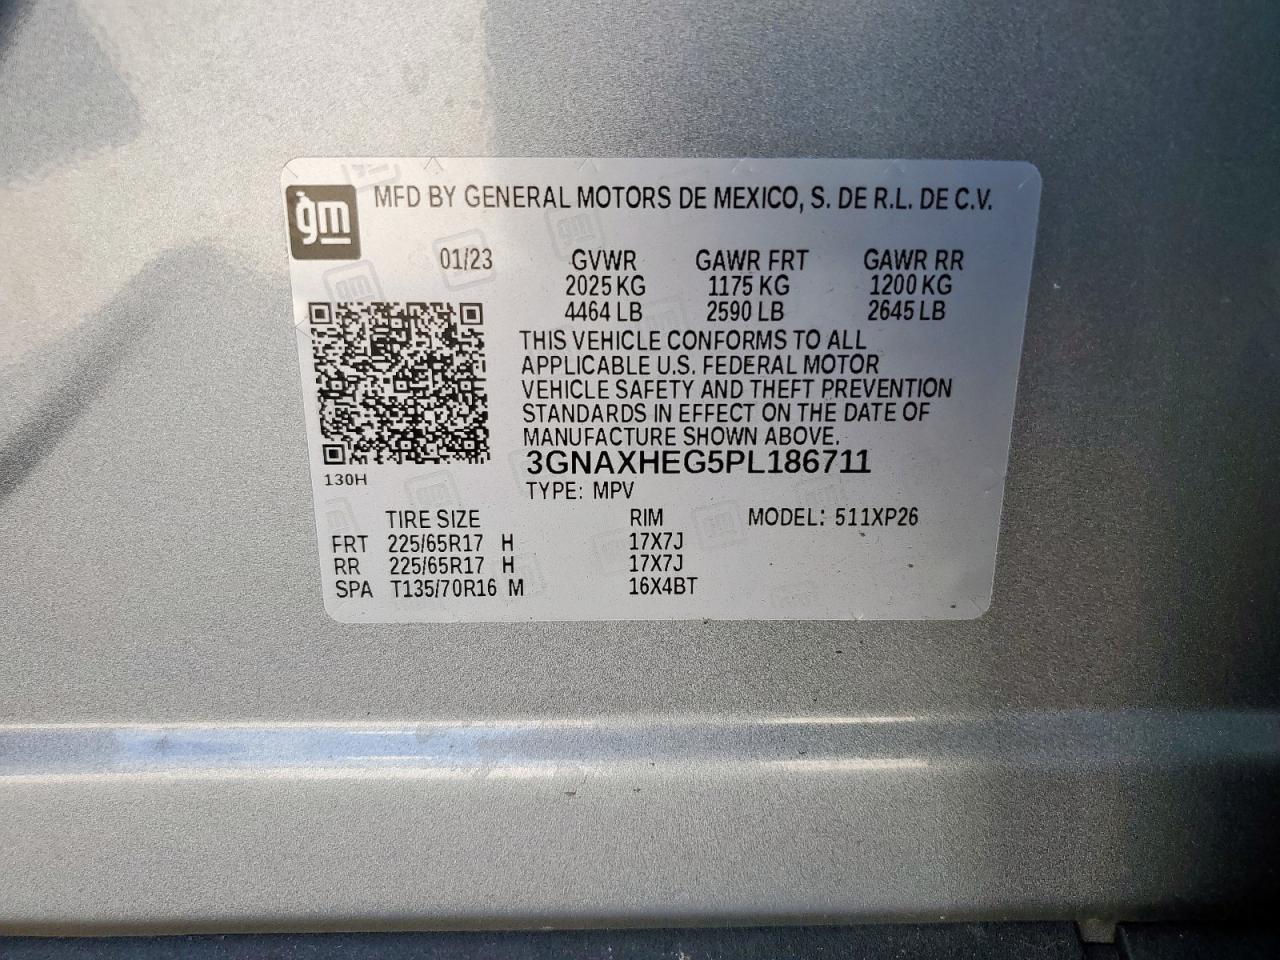 gm
MFD BY GENERAL MOTORS DE MEXICO, S. DE R.L. DE C.V.
01/23 GVWR GAWR FRT GAWR RR
2025 KG 1175 KG 1200 KG
4464 LB 2590 LB 2645 LB
THIS VEHICLE CONFORMS TO ALL
APPLICABLE U.S. FEDERAL MOTOR
VEHICLE SAFETY AND THEFT PREVENTION
STANDARDS IN EFFECT ON THE DATE OF
MANUFACTURE SHOWN ABOVE.
3GNAXHEG5PL186711
130H
TYPE: MPV
TIRE SIZE RIM MODEL: 511XP26
FRT 225/65R17 H 17X7J
RR 225/65R17 H 17X7J
SPA T135/70R16 M 16X4BT